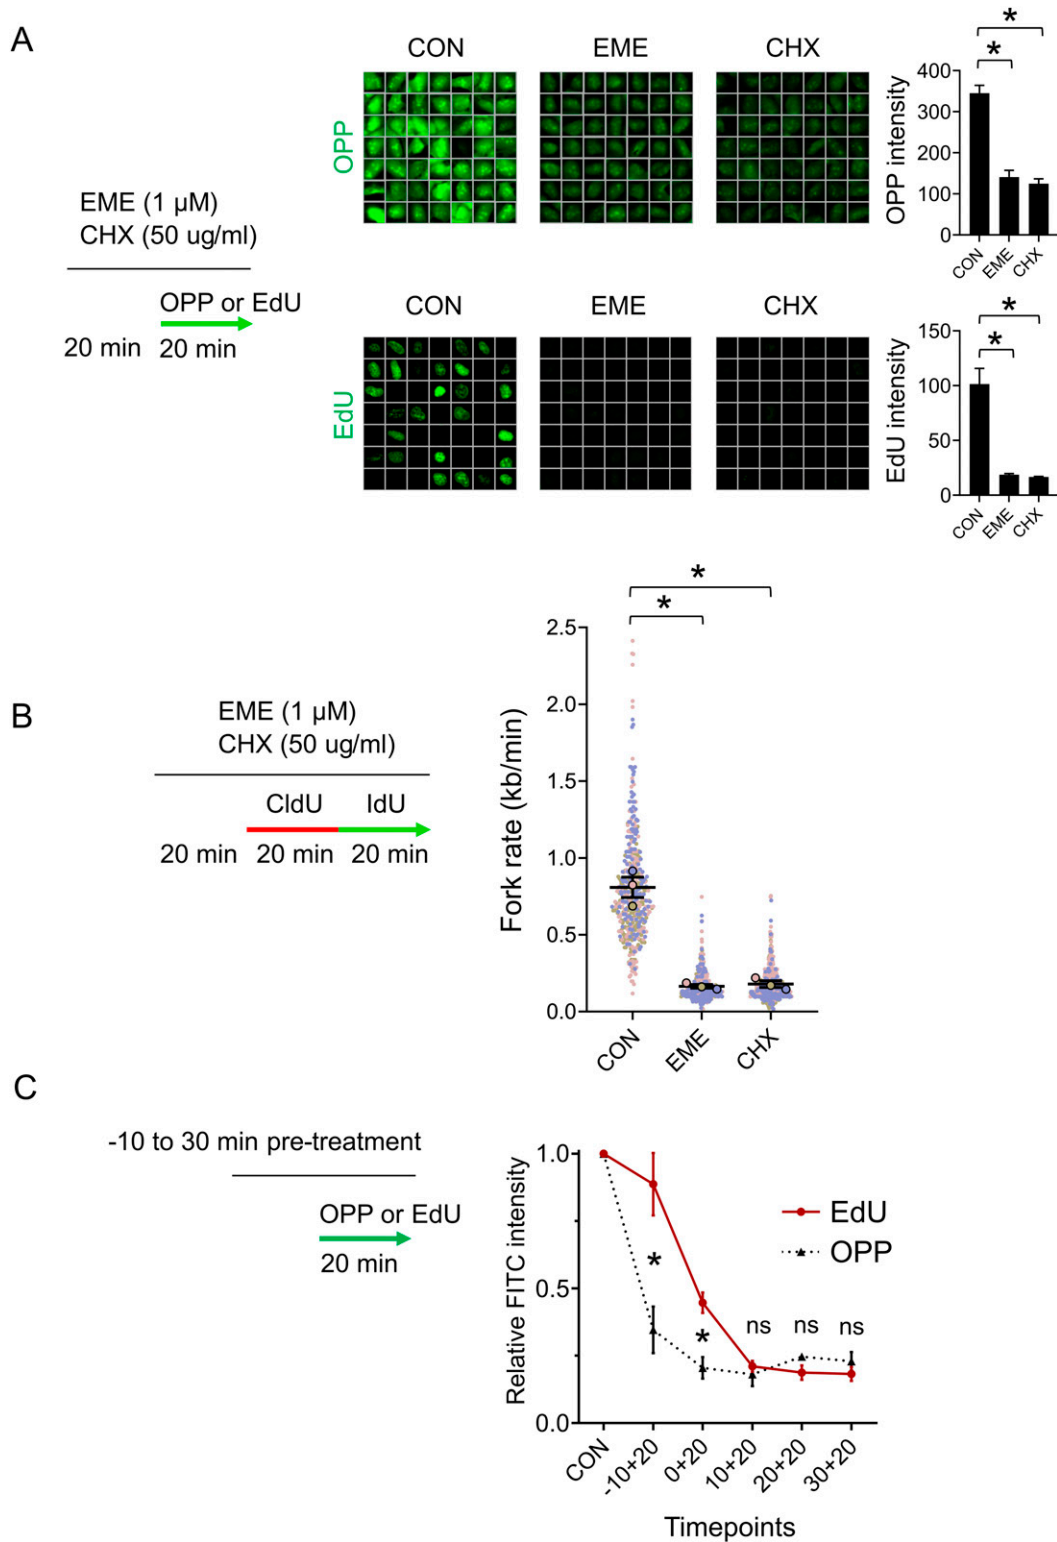 A
EME (1 µM)
CHX (50 ug/ml)
OPP or EdU
20 min 20 min
CON EME CHX
OPP
*
*
OPP intensity
400
300
200
100
0
CON EME CHX
CON EME CHX
EdU
*
*
EdU intensity
150
100
50
0
CON EME CHX
B
EME (1 µM)
CHX (50 ug/ml)
CldU IdU
20 min 20 min 20 min
*
*
Fork rate (kb/min)
2.5
2.0
1.5
1.0
0.5
0.0
CON EME CHX
C
-10 to 30 min pre-treatment
OPP or EdU
20 min
Relative FITC intensity
1.0
0.5
0.0
EdU
OPP
* * ns ns ns
CON -10+20 0+20 10+20 20+20 30+20
Timepoints